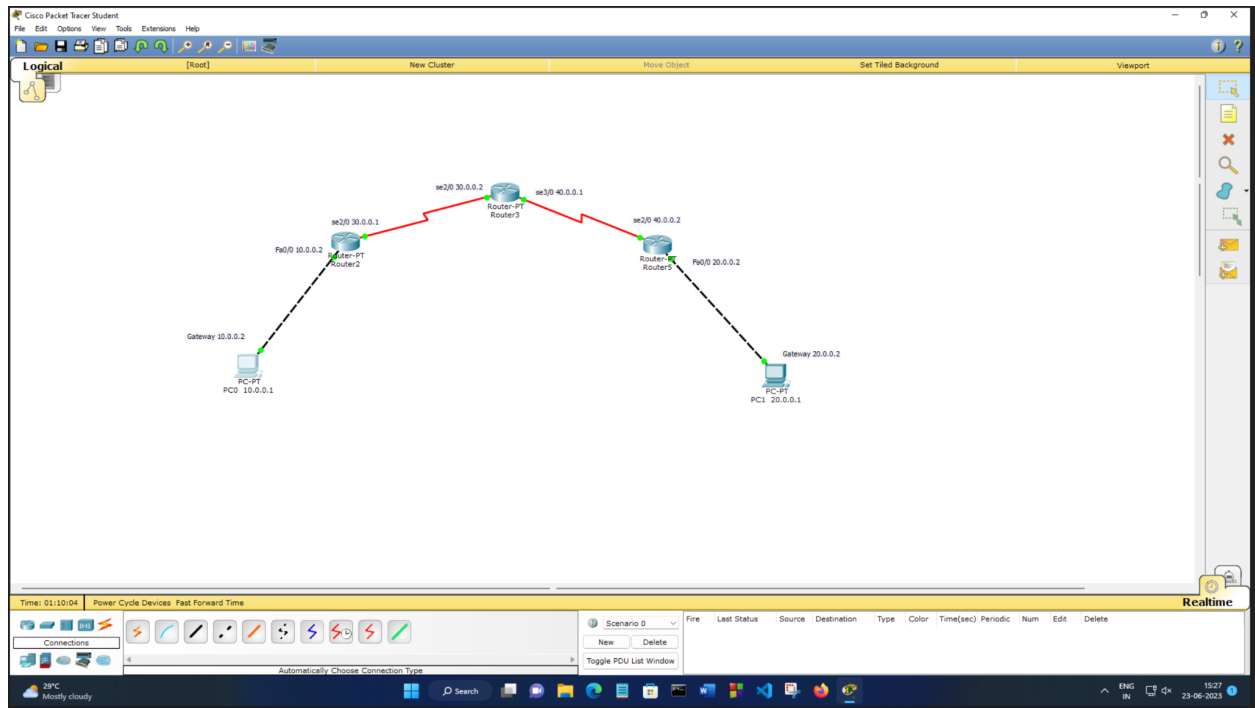 Cisco Packet Tracer Student
File Edit Options View Tools Extensions Help
Logical [Root] New Cluster Move Object Set Tiled Background Viewport
se2/0 30.0.0.2
se3/0 40.0.0.1
Router-PT
Router3
se2/0 30.0.0.1
se2/0 40.0.0.2
Fa0/0 10.0.0.2
Router-PT
Router2
Router-PT
Router5
Fa0/0 20.0.0.2
Gateway 10.0.0.2
PC-PT
PC0 10.0.0.1
Gateway 20.0.0.2
PC-PT
PC1 20.0.0.1
Time: 01:10:04 Power Cycle Devices Fast Forward Time
Realtime
Connections
Automatically Choose Connection Type
Scenario 0
New Delete
Toggle PDU List Window
Fire Last Status Source Destination Type Color Time(sec) Periodic Num Edit Delete
29°C
Mostly cloudy
Search
ENG
IN
15:27
23-06-2023
1